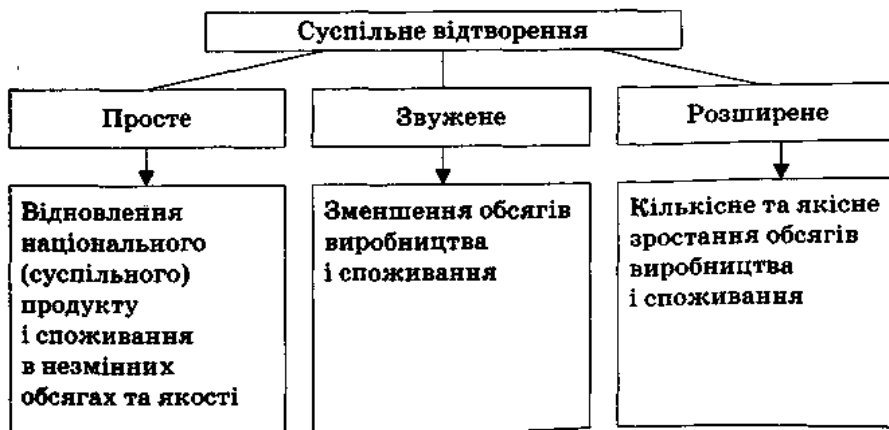 Суспільне відтворення
Просте
Звужене
Розширене
Відновлення
національного
(суспільного)
продукту
і споживання
в незмінних
обсягах та якості
Зменшення обсягів
виробництва
і споживання
Кількісне та якісне
зростання обсягів
виробництва
і споживання